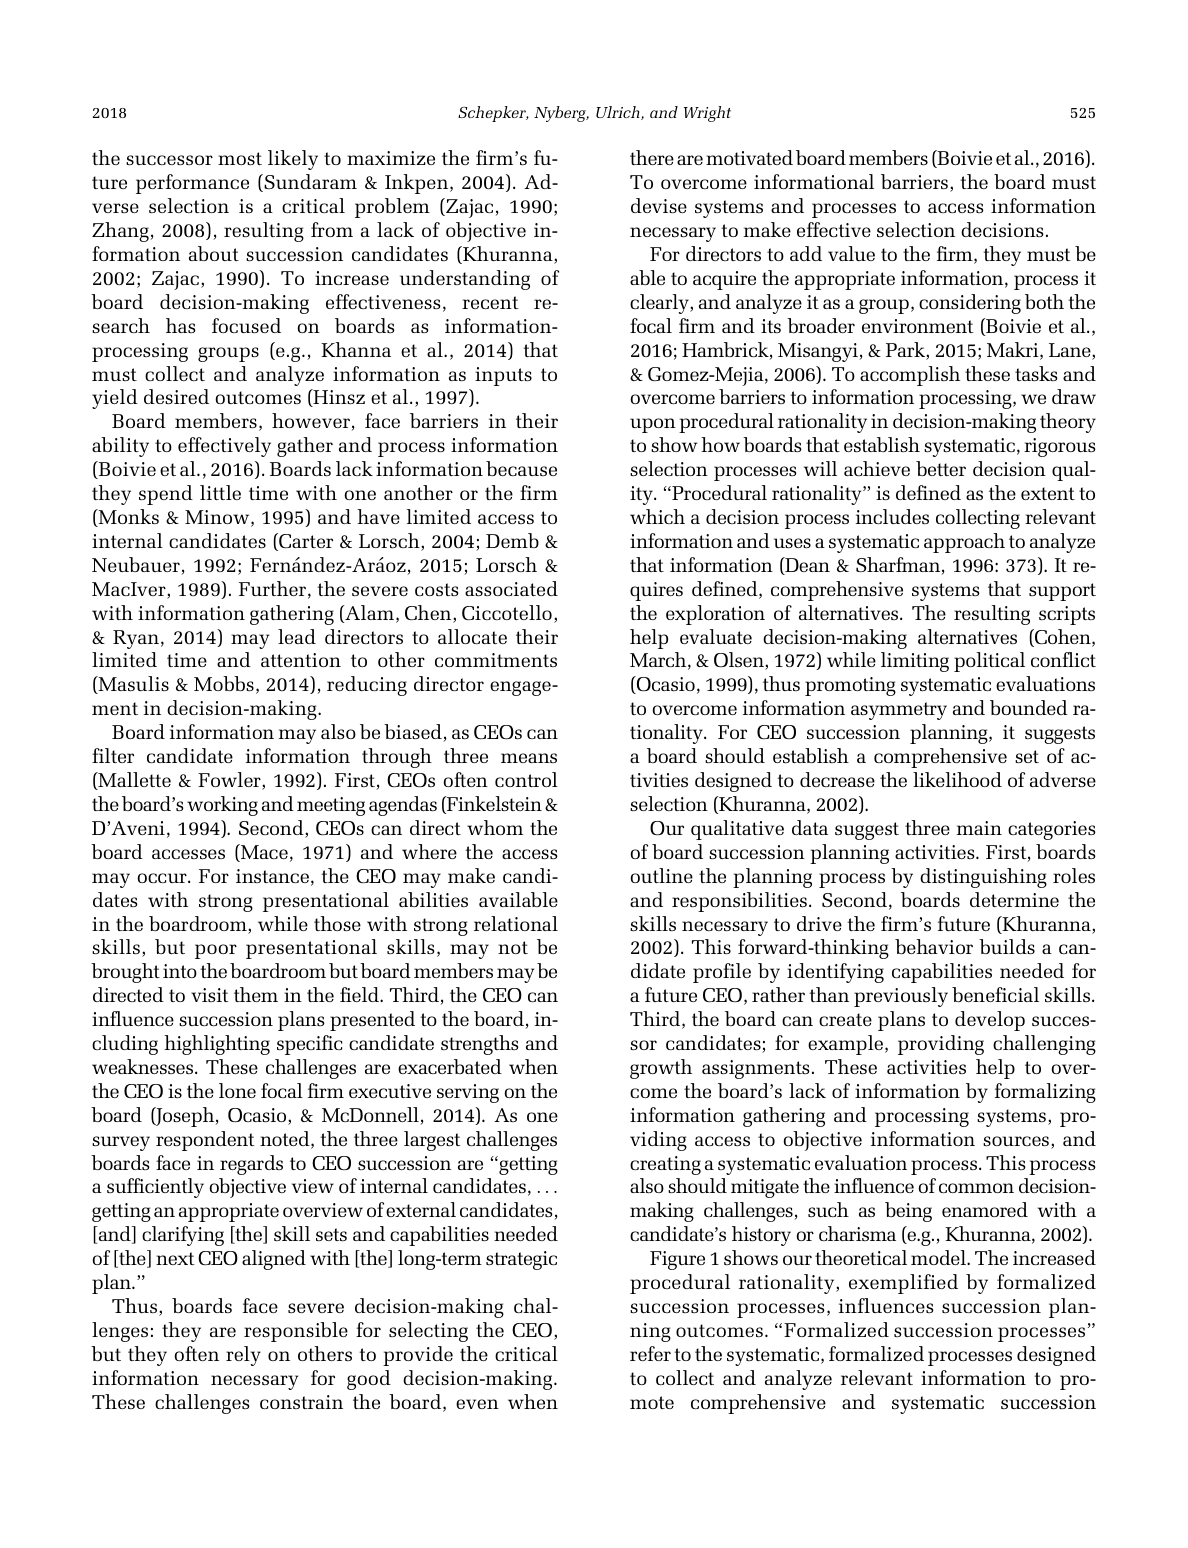 2018
Schepker, Nyberg, Ulrich, and Wright
525
the successor most likely to maximize the firm's fu-
ture performance (Sundaram & Inkpen, 2004). Ad-
verse selection is a critical problem (Zajac, 1990;
Zhang, 2008), resulting from a lack of objective in-
formation about succession candidates (Khuranna,
2002; Zajac, 1990). To increase understanding of
board decision-making effectiveness, recent re-
search has focused on boards as information-
processing groups (e.g., Khanna et al., 2014) that
must collect and analyze information as inputs to
yield desired outcomes (Hinsz et al., 1997).
Board members, however, face barriers in their
ability to effectively gather and process information
(Boivie et al., 2016). Boards lack information because
they spend little time with one another or the firm
(Monks & Minow, 1995) and have limited access to
internal candidates (Carter & Lorsch, 2004; Demb &
Neubauer, 1992; Fernández-Aráoz, 2015; Lorsch &
MacIver, 1989). Further, the severe costs associated
with information gathering (Alam, Chen, Ciccotello,
& Ryan, 2014) may lead directors to allocate their
limited time and attention to other commitments
(Masulis & Mobbs, 2014), reducing director engage-
ment in decision-making.
Board information may also be biased, as CEOs can
filter candidate information through three means
(Mallette & Fowler, 1992). First, CEOs often control
the board's working and meeting agendas (Finkelstein &
D'Aveni, 1994). Second, CEOs can direct whom the
board accesses (Mace, 1971) and where the access
may occur. For instance, the CEO may make candi-
dates with strong presentational abilities available
in the boardroom, while those with strong relational
skills, but poor presentational skills, may not be
brought into the boardroom but board members may be
directed to visit them in the field. Third, the CEO can
influence succession plans presented to the board, in-
cluding highlighting specific candidate strengths and
weaknesses. These challenges are exacerbated when
the CEO is the lone focal firm executive serving on the
board (Joseph, Ocasio, & McDonnell, 2014). As one
survey respondent noted, the three largest challenges
boards face in regards to CEO succession are “getting
a sufficiently objective view of internal candidates, . . .
getting an appropriate overview of external candidates,
[and] clarifying [the] skill sets and capabilities needed
of [the] next CEO aligned with [the] long-term strategic
plan.”
Thus, boards face severe decision-making chal-
lenges: they are responsible for selecting the CEO,
but they often rely on others to provide the critical
information necessary for good decision-making.
These challenges constrain the board, even when
there are motivated board members (Boivie et al., 2016).
To overcome informational barriers, the board must
devise systems and processes to access information
necessary to make effective selection decisions.
For directors to add value to the firm, they must be
able to acquire the appropriate information, process it
clearly, and analyze it as a group, considering both the
focal firm and its broader environment (Boivie et al.,
2016; Hambrick, Misangyi, & Park, 2015; Makri, Lane,
& Gomez-Mejia, 2006). To accomplish these tasks and
overcome barriers to information processing, we draw
upon procedural rationality in decision-making theory
to show how boards that establish systematic, rigorous
selection processes will achieve better decision qual-
ity. “Procedural rationality” is defined as the extent to
which a decision process includes collecting relevant
information and uses a systematic approach to analyze
that information (Dean & Sharfman, 1996: 373). It re-
quires defined, comprehensive systems that support
the exploration of alternatives. The resulting scripts
help evaluate decision-making alternatives (Cohen,
March, & Olsen, 1972) while limiting political conflict
(Ocasio, 1999), thus promoting systematic evaluations
to overcome information asymmetry and bounded ra-
tionality. For CEO succession planning, it suggests
a board should establish a comprehensive set of ac-
tivities designed to decrease the likelihood of adverse
selection (Khuranna, 2002).
Our qualitative data suggest three main categories
of board succession planning activities. First, boards
outline the planning process by distinguishing roles
and responsibilities. Second, boards determine the
skills necessary to drive the firm's future (Khuranna,
2002). This forward-thinking behavior builds a can-
didate profile by identifying capabilities needed for
a future CEO, rather than previously beneficial skills.
Third, the board can create plans to develop succes-
sor candidates; for example, providing challenging
growth assignments. These activities help to over-
come the board's lack of information by formalizing
information gathering and processing systems, pro-
viding access to objective information sources, and
creating a systematic evaluation process. This process
also should mitigate the influence of common decision-
making challenges, such as being enamored with a
candidate's history or charisma (e.g., Khuranna, 2002).
Figure 1 shows our theoretical model. The increased
procedural rationality, exemplified by formalized
succession processes, influences succession plan-
ning outcomes. “Formalized succession processes”
refer to the systematic, formalized processes designed
to collect and analyze relevant information to pro-
mote comprehensive and systematic succession